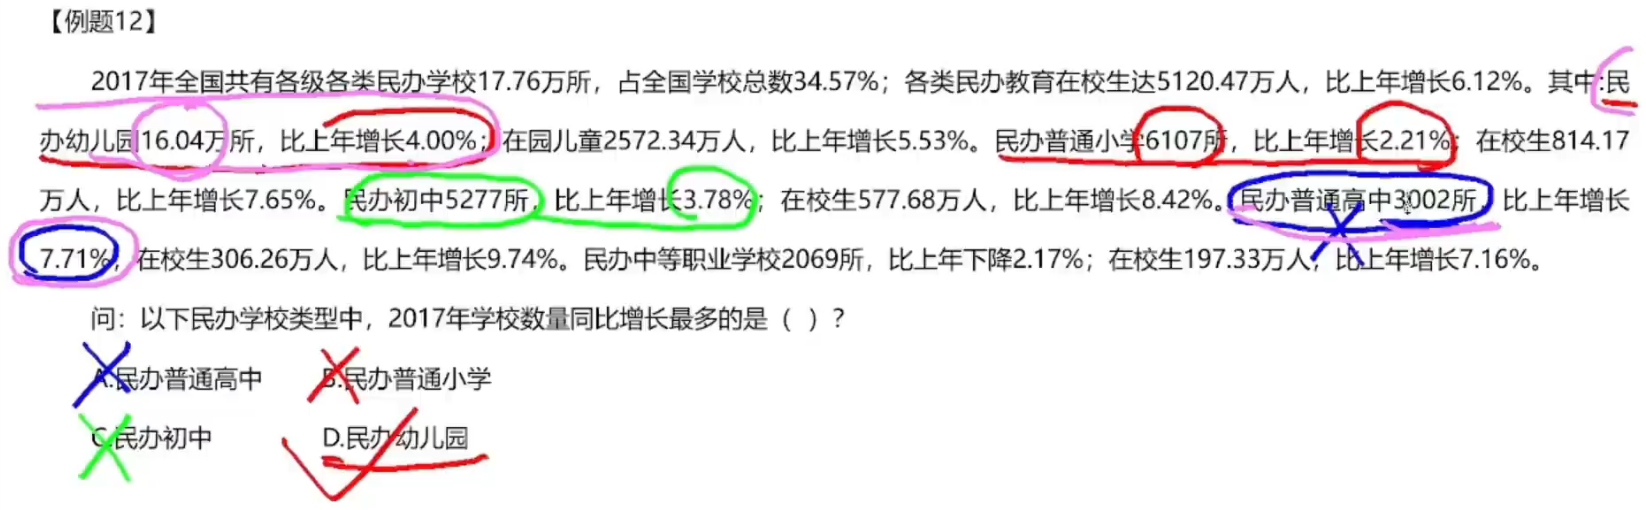 【例题12】
2017年全国共有各级各类民办学校17.76万所，占全国学校总数34.57%；各类民办教育在校生达5120.47万人，比上年增长6.12%。其中:民
办幼儿园16.04万所，比上年增长4.00%；在园儿童2572.34万人，比上年增长5.53%。民办普通小学6107所，比上年增长2.21%；在校生814.17
万人，比上年增长7.65%。民办初中5277所，比上年增长3.78%；在校生577.68万人，比上年增长8.42%。民办普通高中3002所，比上年增长
7.71%，在校生306.26万人，比上年增长9.74%。民办中等职业学校2069所，比上年下降2.17%；在校生197.33万人，比上年增长7.16%。
问：以下民办学校类型中，2017年学校数量同比增长最多的是（ ）？
A.民办普通高中 B.民办普通小学
C.民办初中 D.民办幼儿园